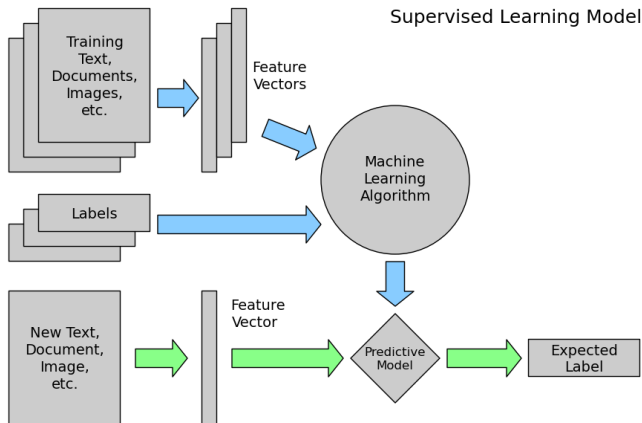 Supervised Learning Model
Training
Text,
Documents,
Images,
etc.
Feature
Vectors
Machine
Learning
Algorithm
Labels
New Text,
Document,
Image,
etc.
Feature
Vector
Predictive
Model
Expected
Label